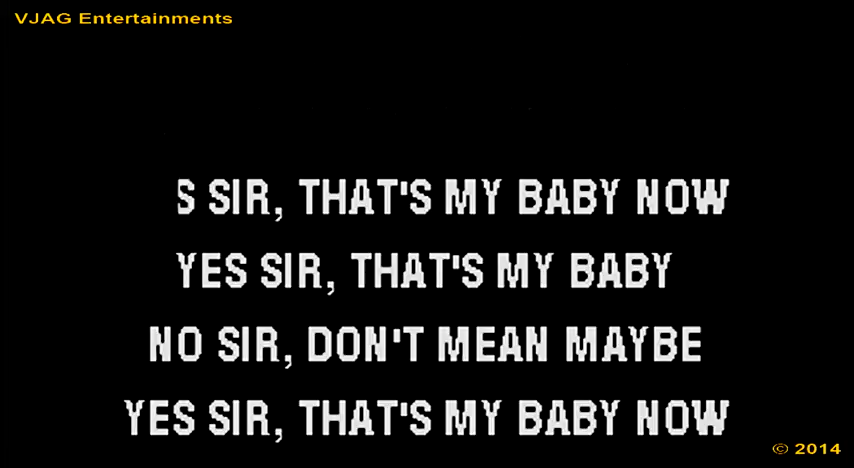 VJAG Entertainments
S SIR, THAT'S MY BABY NOW
YES SIR, THAT'S MY BABY
NO SIR, DON'T MEAN MAYBE
YES SIR, THAT'S MY BABY NOW
© 2014